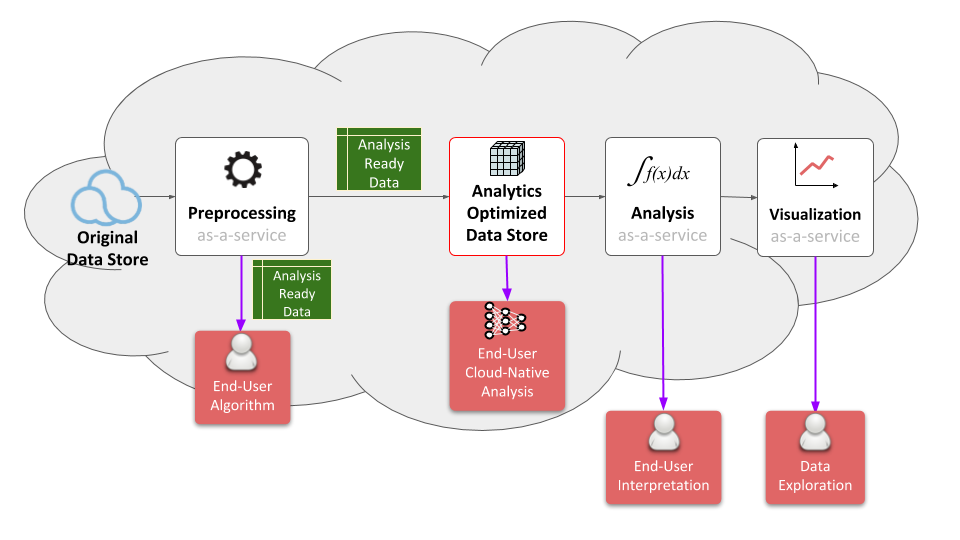 Original
Data Store
Preprocessing
as-a-service
Analysis
Ready
Data
Analytics
Optimized
Data Store
∫f(x)dx
Analysis
as-a-service
Visualization
as-a-service
Analysis
Ready
Data
End-User
Algorithm
End-User
Cloud-Native
Analysis
End-User
Interpretation
Data
Exploration